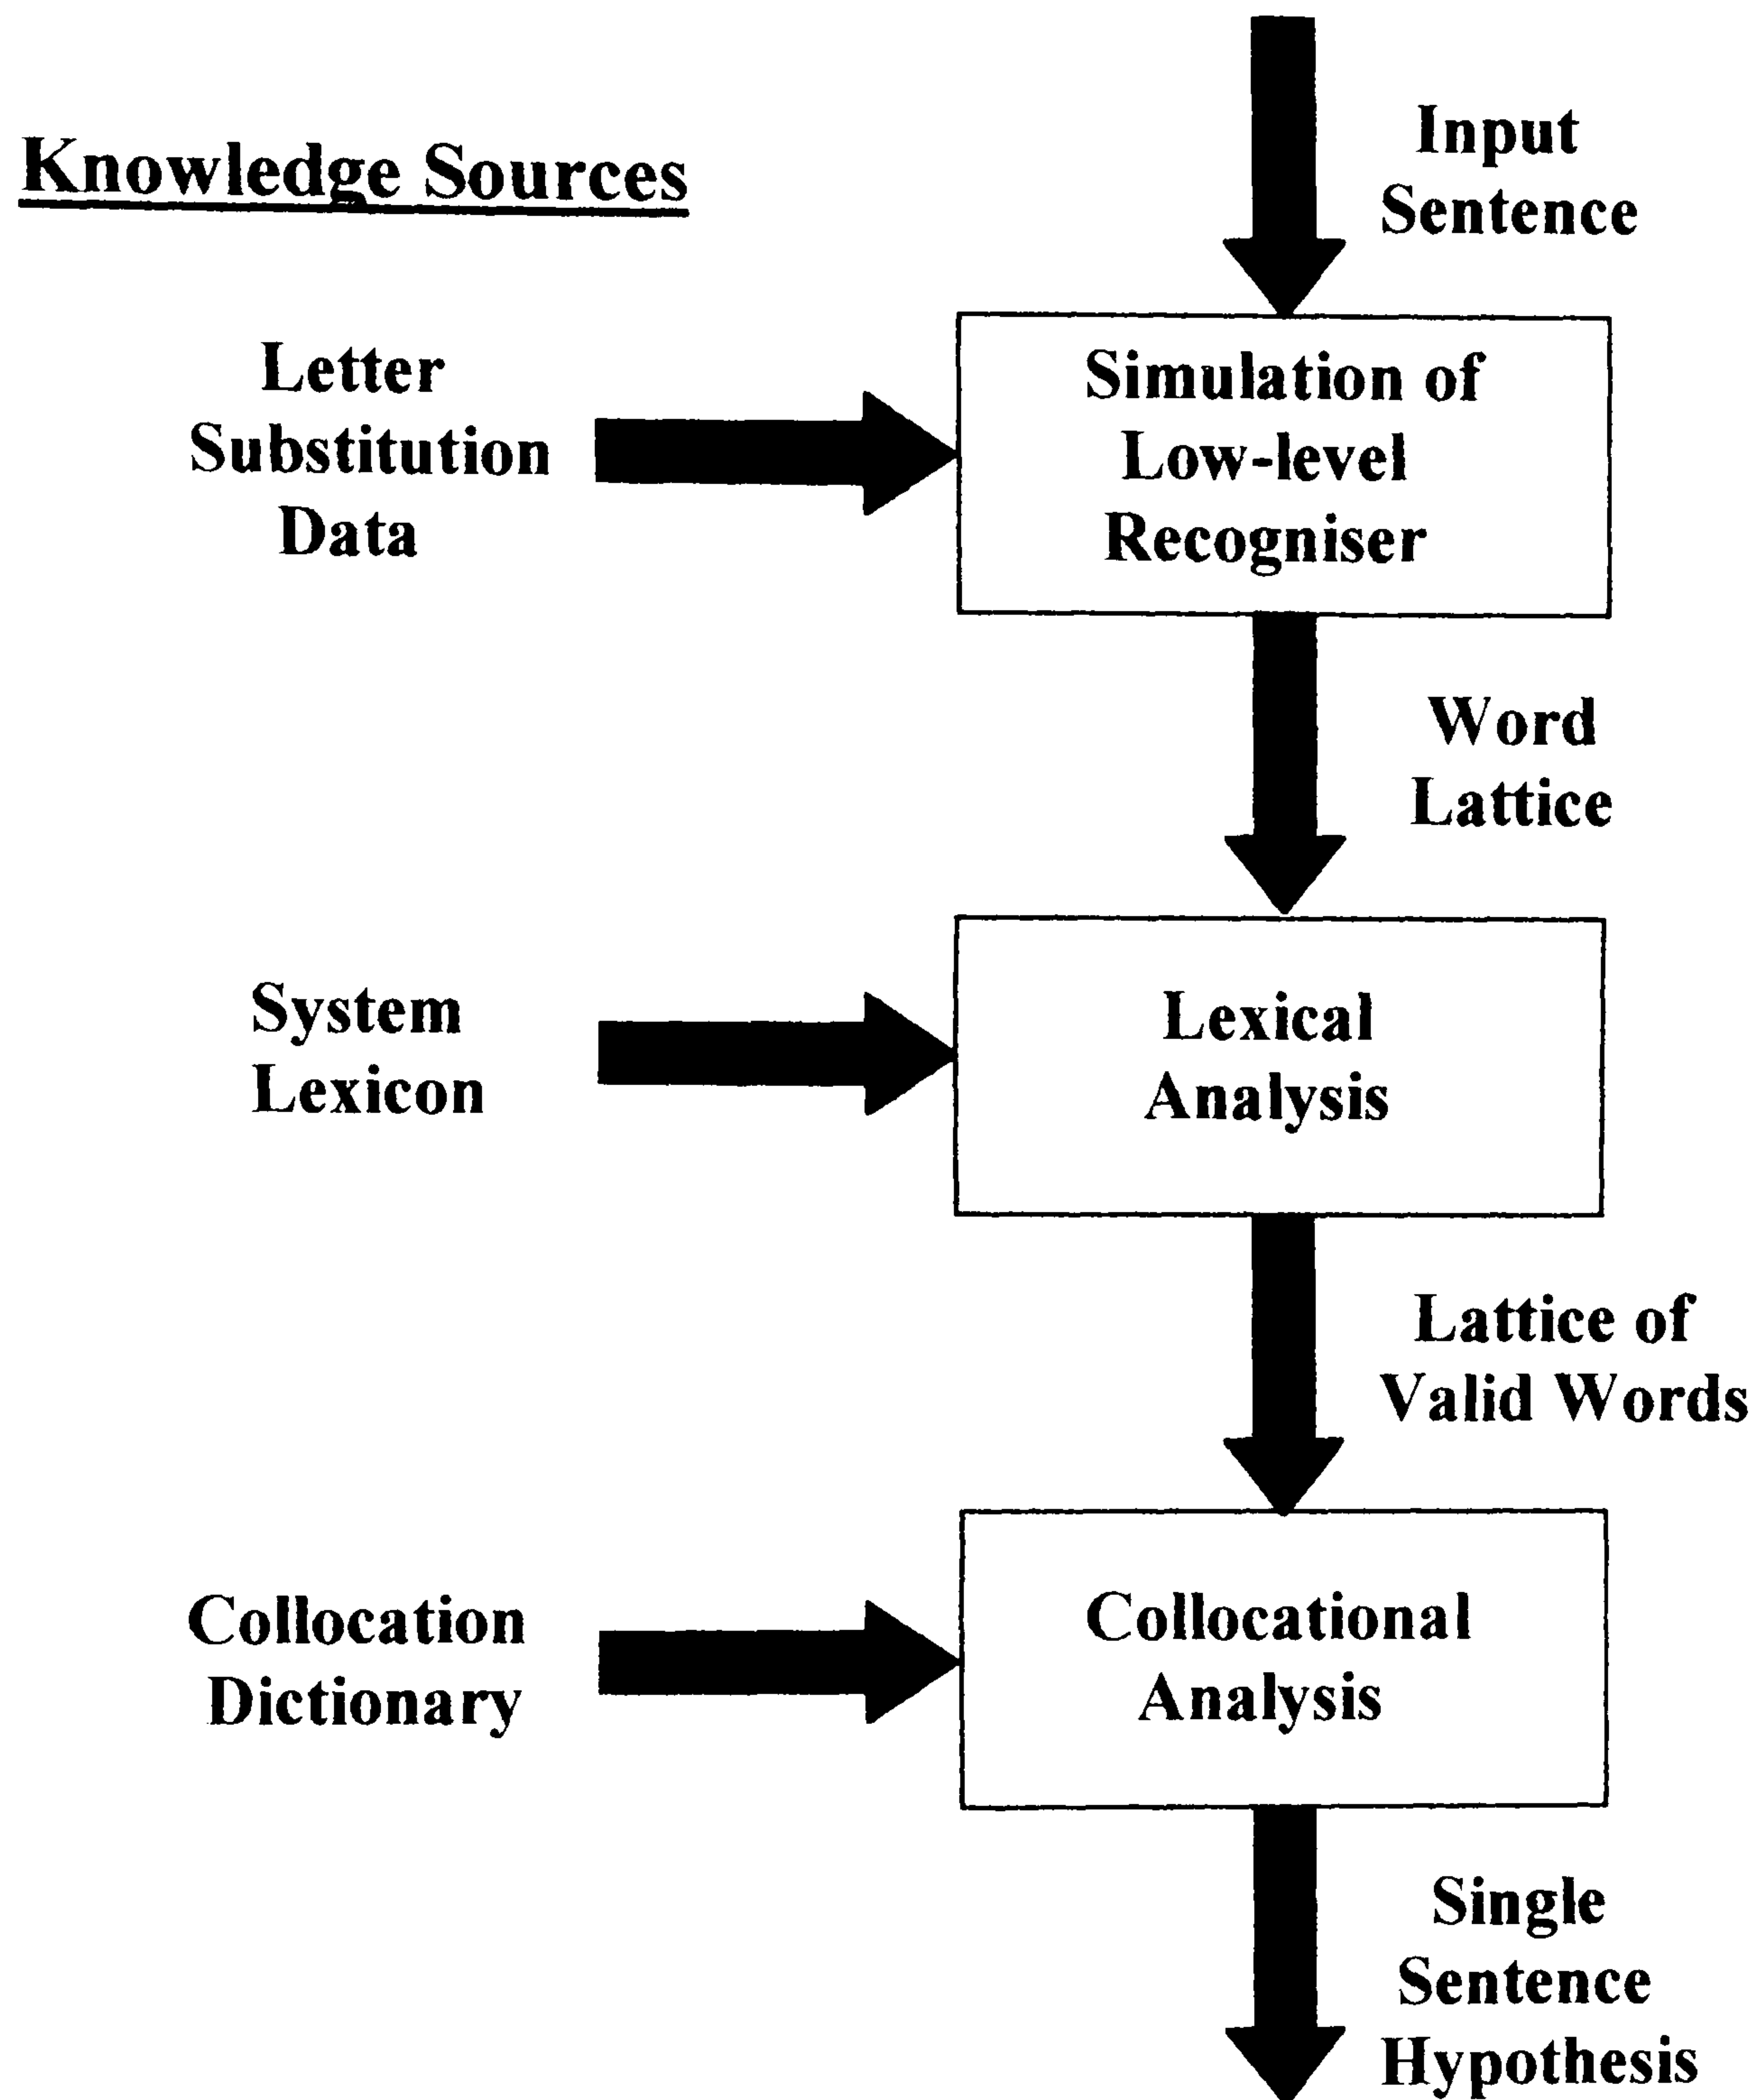 Input
Sentence
Knowledge Sources
Letter
Substitution
Data
Simulation of
Low-level
Recogniser
Word
Lattice
System
Lexicon
Lexical
Analysis
Lattice of
Valid Words
Collocation
Dictionary
Collocational
Analysis
Single
Sentence
Hypothesis